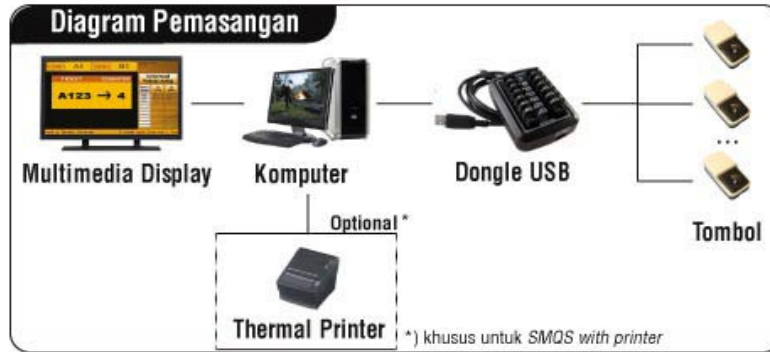 Diagram Pemasangan
A123 → 4
Multimedia Display
Komputer
Dongle USB
...
Tombol
Optional *
Thermal Printer
*) khusus untuk SMQS with printer